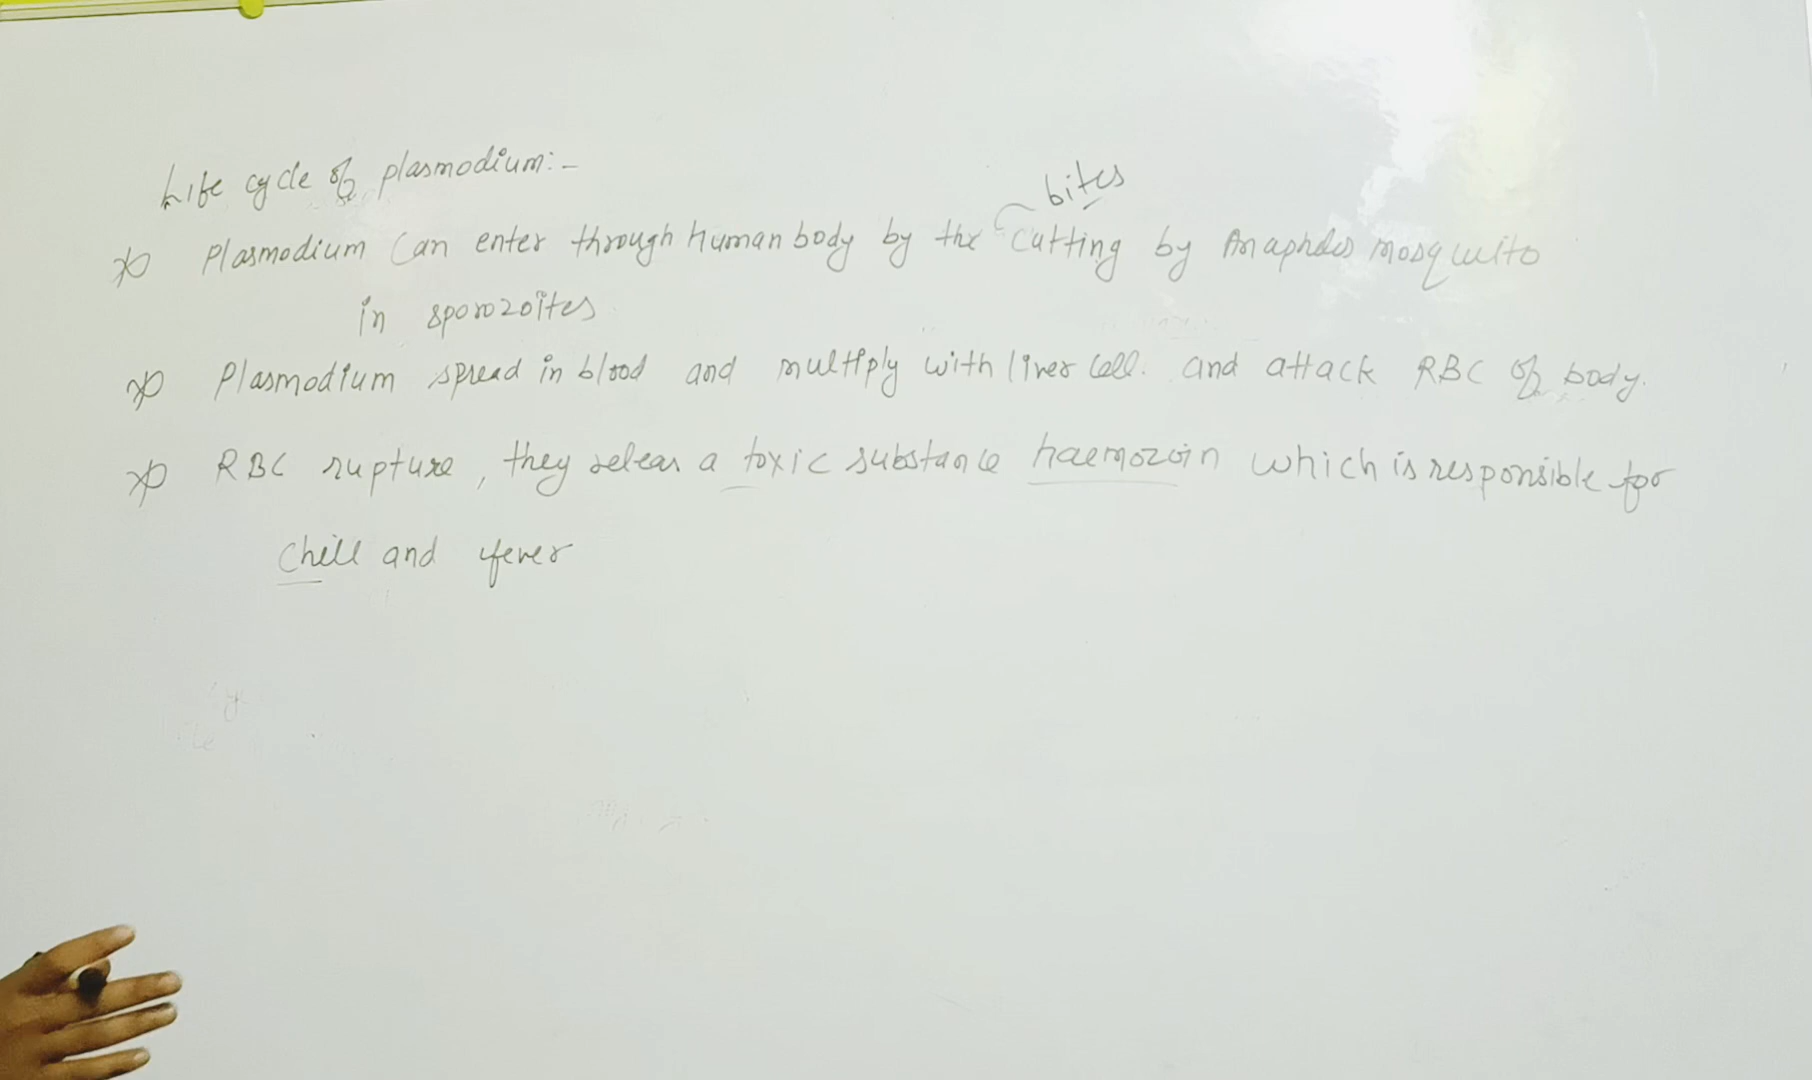 Life cycle of plasmodium:-
bites
* Plasmodium can enter through human body by the cutting by Anapheles mosquito
in sporozoites
* Plasmodium spread in blood and multiply with liver cell. and attack RBC of body.
* RBC rupture, they releas a toxic substance haemozoin which is responsible for
chill and fever